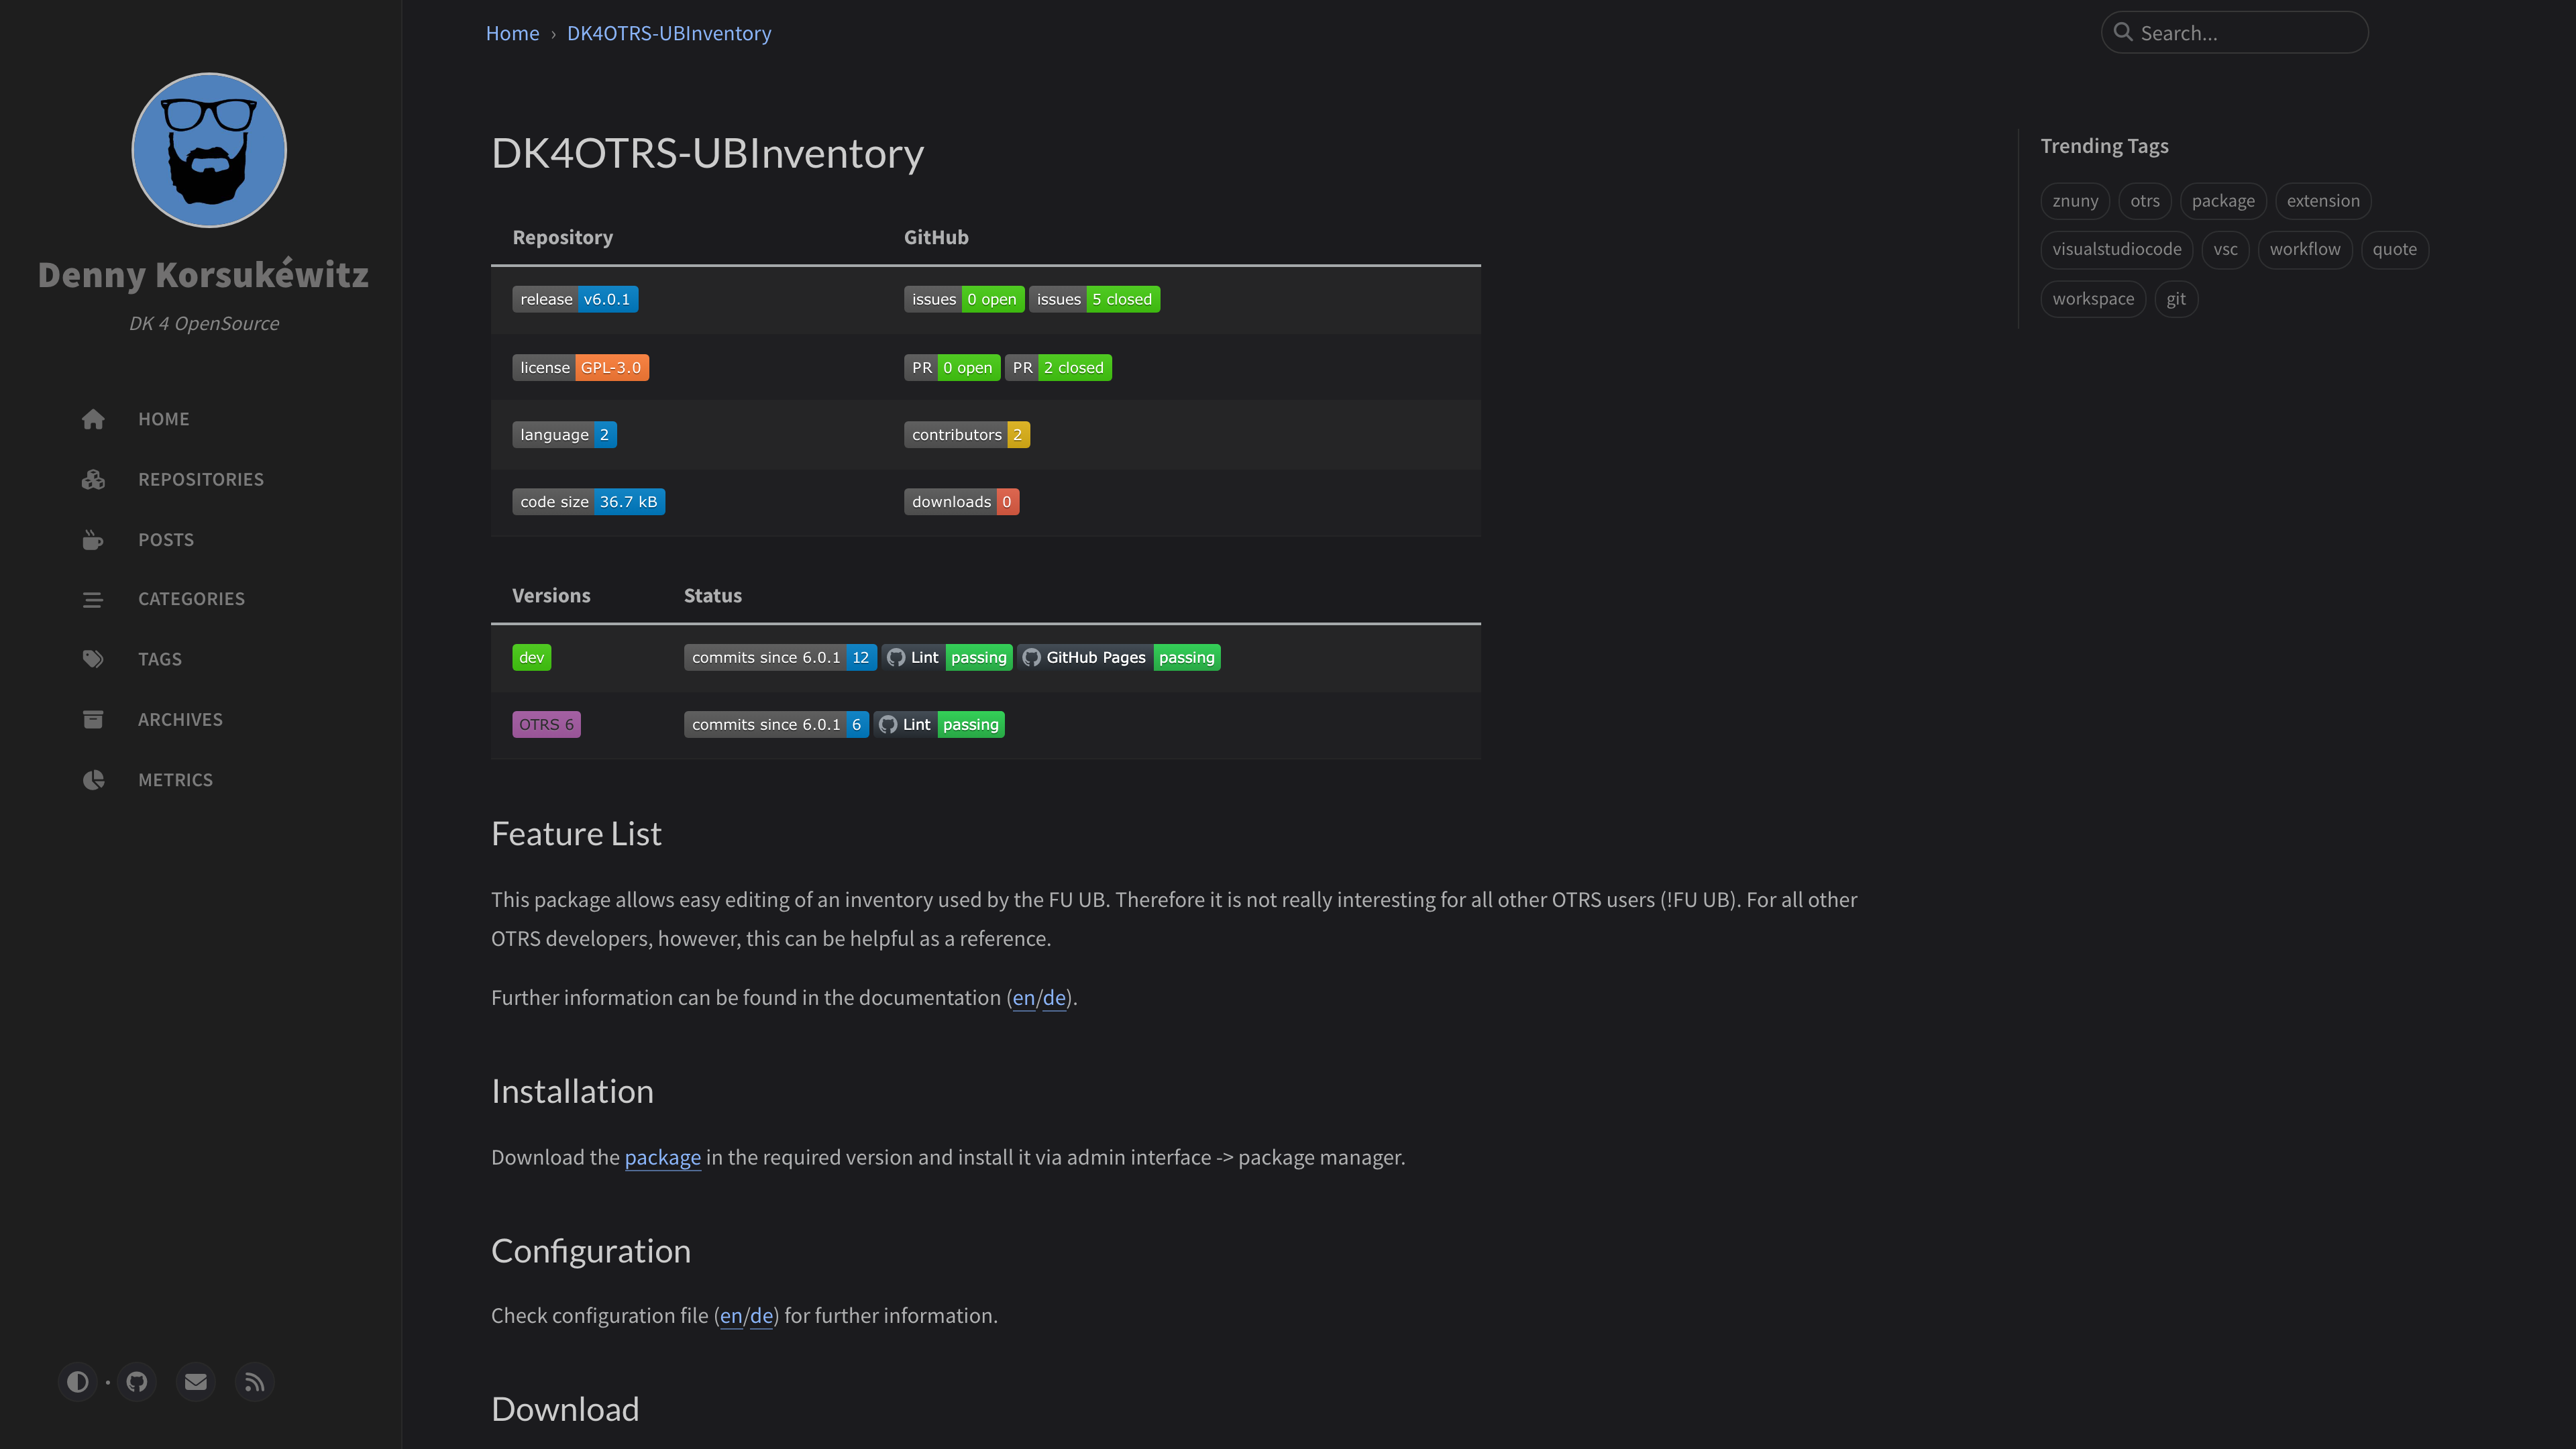 Denny Korsukéwitz
DK 4 OpenSource
HOME
REPOSITORIES
POSTS
CATEGORIES
TAGS
ARCHIVES
METRICS
Home › DK4OTRS-UBInventory
Search...
DK4OTRS-UBInventory
Repository GitHub
release v6.0.1 issues 0 open issues 5 closed
license GPL-3.0 PR 0 open PR 2 closed
language 2 contributors 2
code size 36.7 kB downloads 0
Versions Status
dev commits since 6.0.1 12 Lint passing GitHub Pages passing
OTRS 6 commits since 6.0.1 6 Lint passing
Feature List
This package allows easy editing of an inventory used by the FU UB. Therefore it is not really interesting for all other OTRS users (!FU UB). For all other
OTRS developers, however, this can be helpful as a reference.
Further information can be found in the documentation (en/de).
Installation
Download the package in the required version and install it via admin interface -> package manager.
Configuration
Check configuration file (en/de) for further information.
Download
Trending Tags
znuny otrs package extension
visualstudiocode vsc workflow quote
workspace git